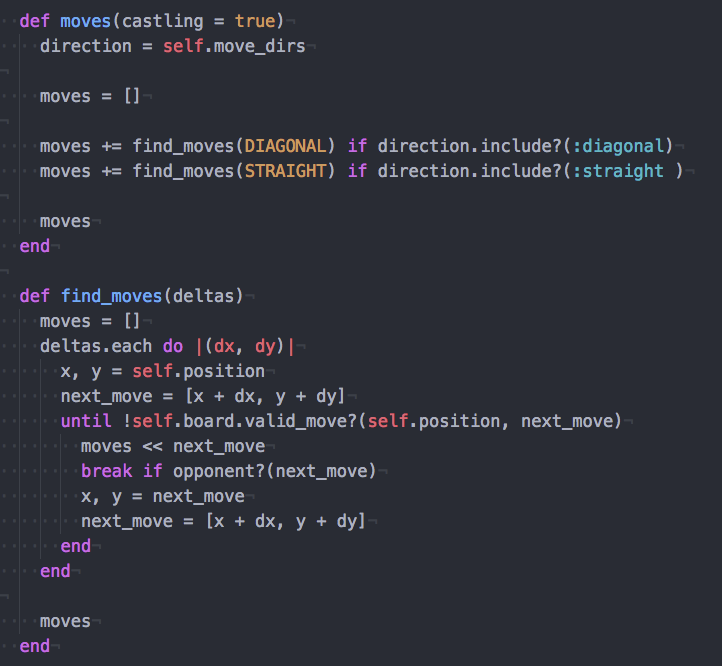 def moves(castling = true)
  direction = self.move_dirs

  moves = []

  moves += find_moves(DIAGONAL) if direction.include?(:diagonal)
  moves += find_moves(STRAIGHT) if direction.include?(:straight )

  moves
end

def find_moves(deltas)
  moves = []
  deltas.each do |(dx, dy)|
    x, y = self.position
    next_move = [x + dx, y + dy]
    until !self.board.valid_move?(self.position, next_move)
      moves << next_move
      break if opponent?(next_move)
      x, y = next_move
      next_move = [x + dx, y + dy]
    end
  end

  moves
end